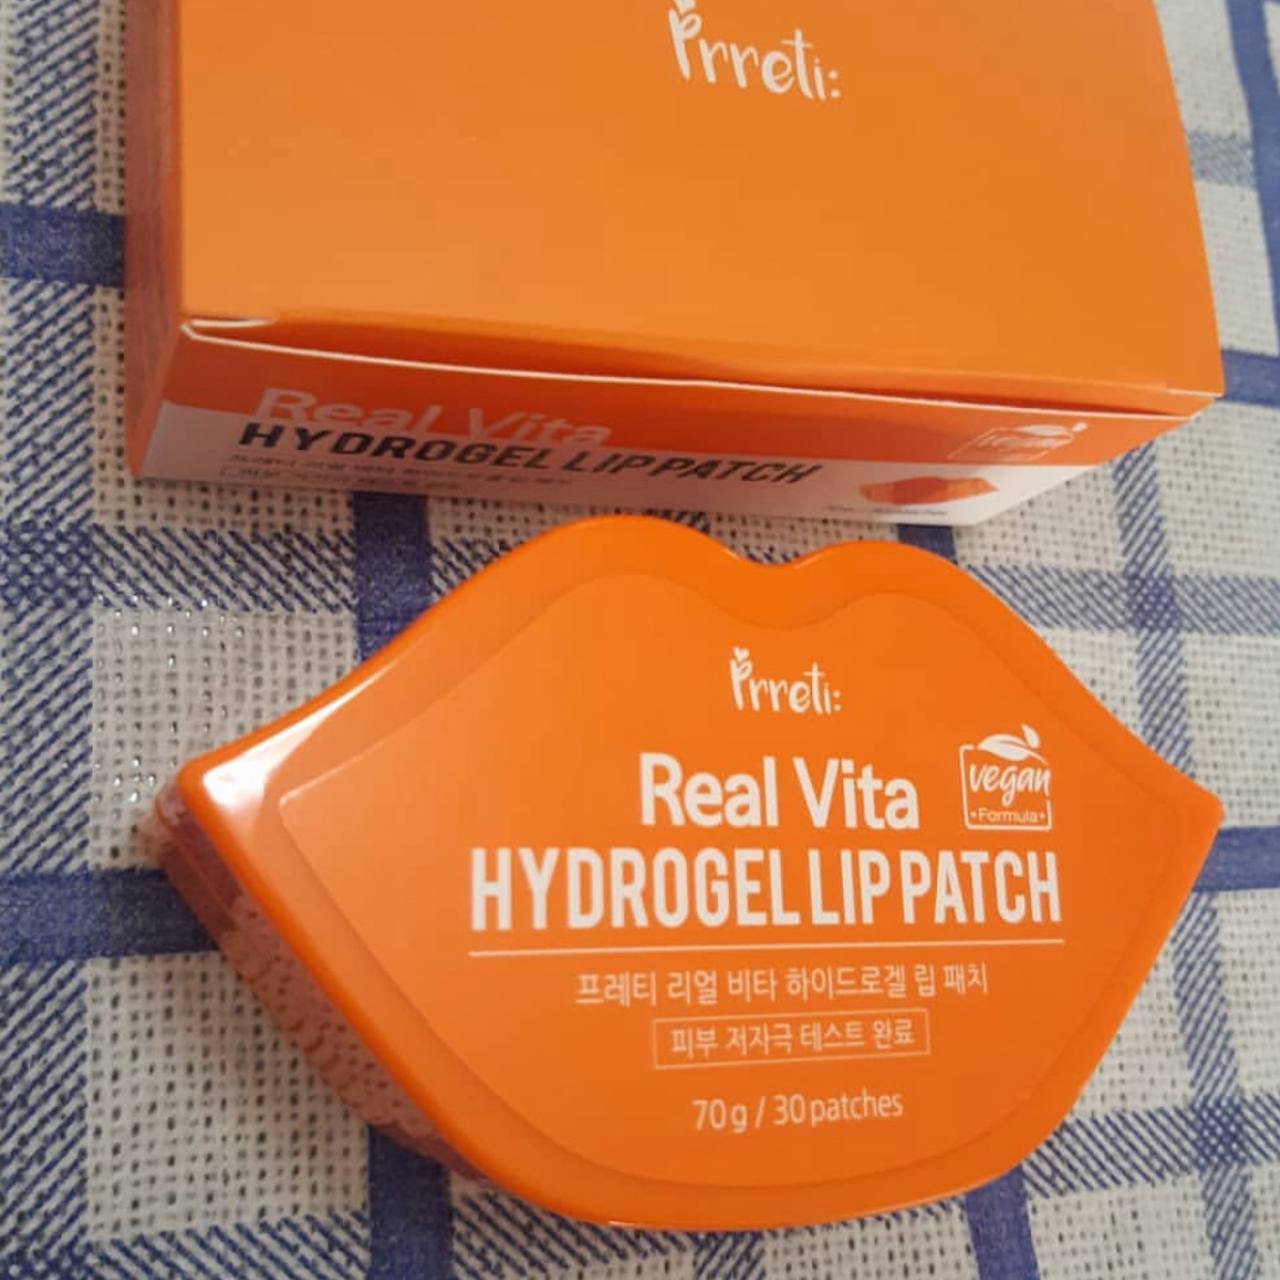 Prreti:
Real Vita
HYDROGEL LIP PATCH
vegan
Prreti:
Real Vita
vegan
•Formula•
HYDROGEL LIP PATCH
프레티 리얼 비타 하이드로겔 립 패치
피부 저자극 테스트 완료
70g / 30patches